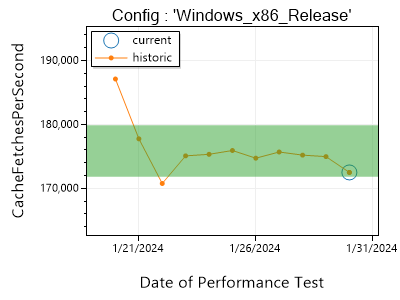 Config : 'Windows_x86_Release'
current
historic
CacheFetchesPerSecond
190,000
180,000
170,000
1/21/2024
1/26/2024
1/31/2024
Date of Performance Test